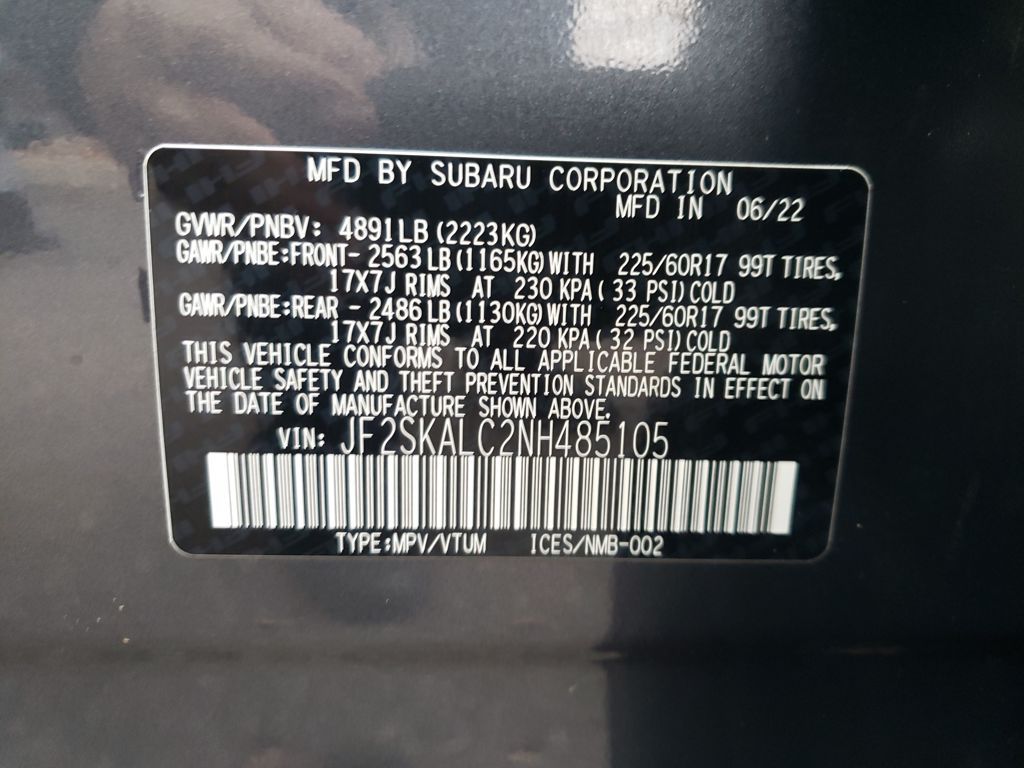 MFD BY SUBARU CORPORATION
MFD IN 06/22
GVWR/PNBV: 4891LB (2223KG)
GAWR/PNBE:FRONT- 2563LB (1165KG) WITH 225/60R17 99T TIRES,
17X7J RIMS AT 230 KPA( 33 PSI) COLD
GAWR/PNBE:REAR - 2486LB (1130KG) WITH 225/60R17 99T TIRES,
17X7J RIMS AT 220 KPA( 32 PSI) COLD
THIS VEHICLE CONFORMS TO ALL APPLICABLE FEDERAL MOTOR
VEHICLE SAFETY AND THEFT PREVENTION STANDARDS IN EFFECT ON
THE DATE OF MANUFACTURE SHOWN ABOVE.
VIN: JF2SKALC2NH485105
TYPE:MPV/VTUM ICES/NMB-002